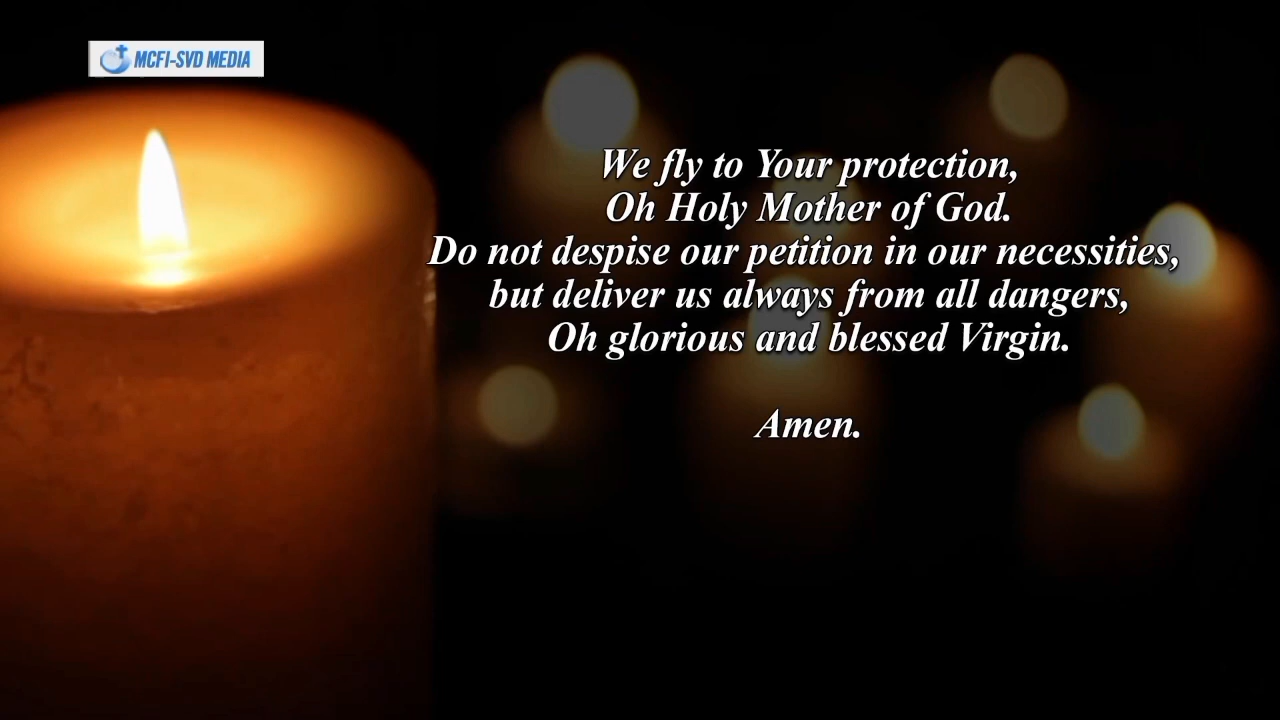 MCFI-SVD MEDIA
We fly to Your protection,
Oh Holy Mother of God.
Do not despise our petition in our necessities,
but deliver us always from all dangers,
Oh glorious and blessed Virgin.
Amen.